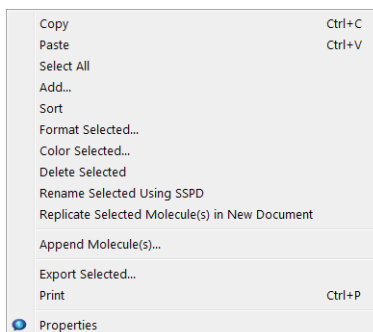 Copy Ctrl+C
Paste Ctrl+V
Select All
Add...
Sort
Format Selected...
Color Selected...
Delete Selected
Rename Selected Using SSPD
Replicate Selected Molecule(s) in New Document
Append Molecule(s)...
Export Selected...
Print Ctrl+P
Properties